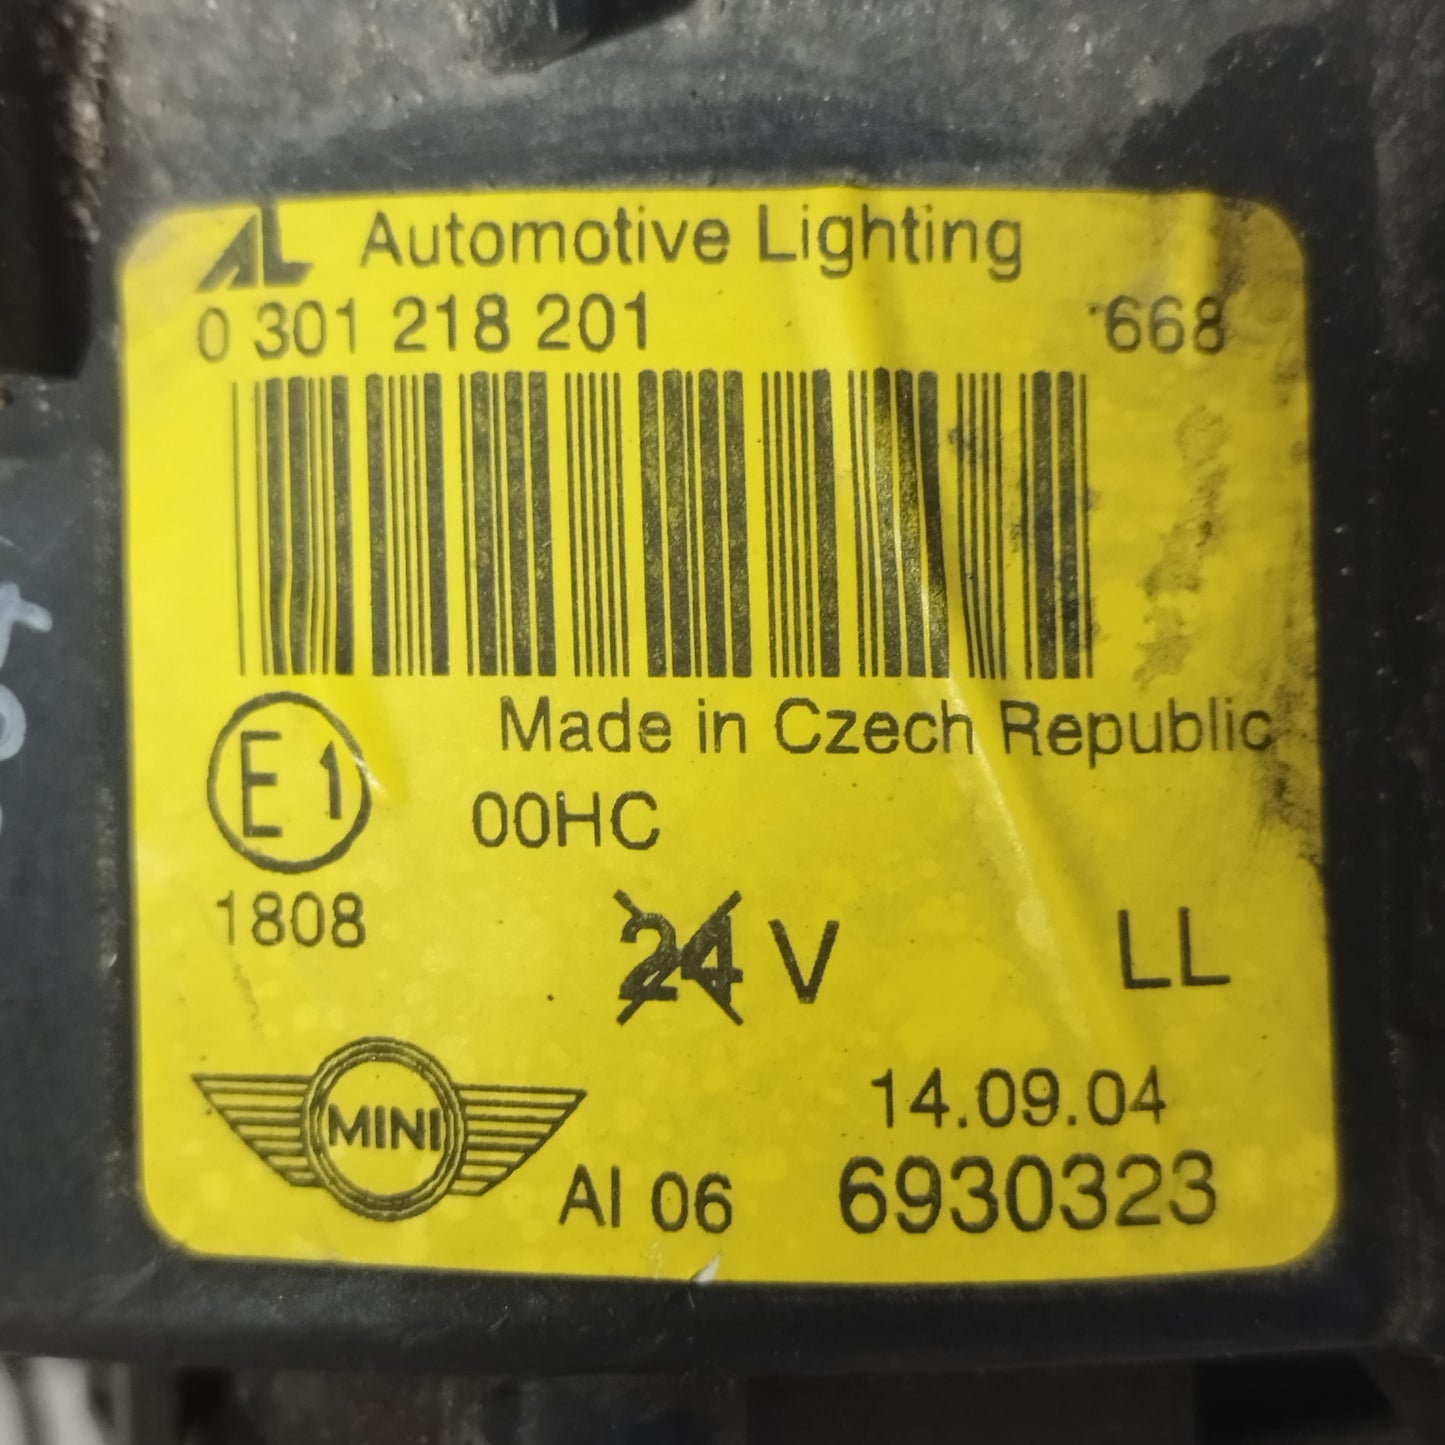 AL Automotive Lighting
0 301 218 201 668
Made in Czech Republic
E1
00HC
1808
24 V LL
14.09.04
MINI
AI 06 6930323